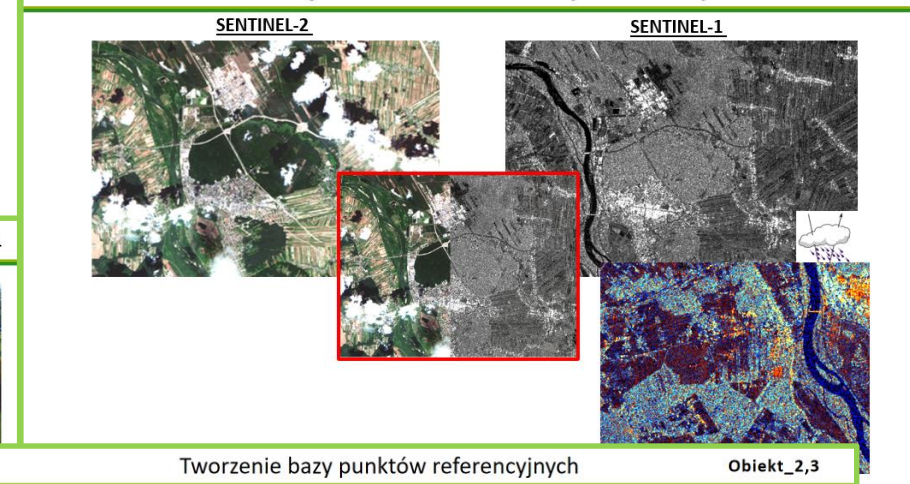 SENTINEL-2
SENTINEL-1
Tworzenie bazy punktów referencyjnych
Obiekt_2,3